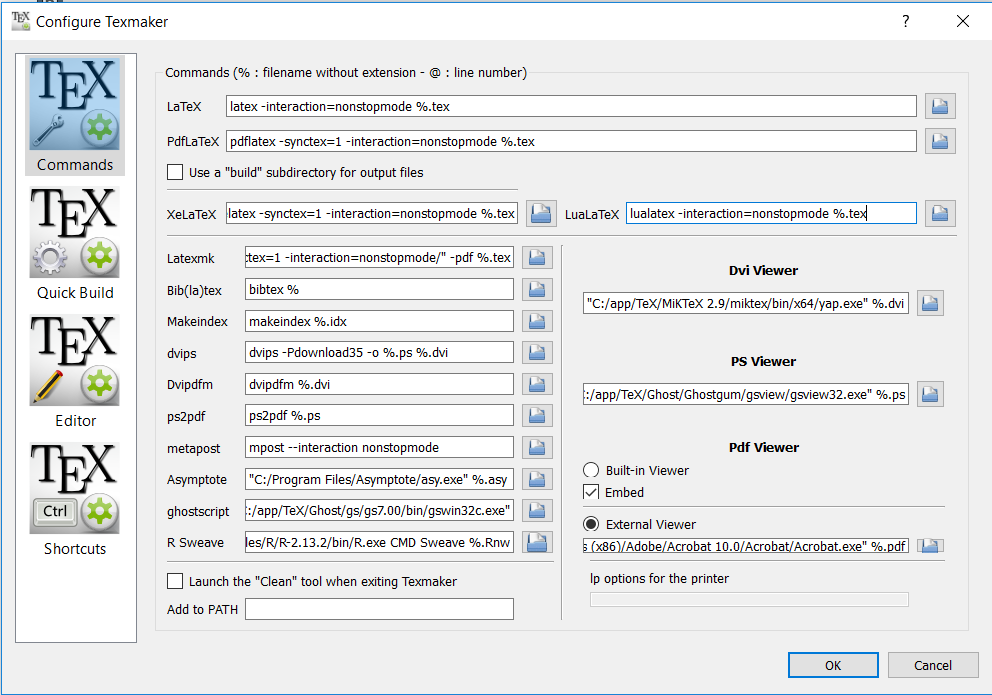 Configure Texmaker
?
TEX
Commands
TEX
Quick Build
TEX
Editor
TEX
Ctrl
Shortcuts
Commands (% : filename without extension - @ : line number)
LaTeX latex -interaction=nonstopmode %.tex
PdfLaTeX pdflatex -synctex=1 -interaction=nonstopmode %.tex
Use a "build" subdirectory for output files
XeLaTeX elatex -synctex=1 -interaction=nonstopmode %.tex LuaLaTeX lualatex -interaction=nonstopmode %.tex
Latexmk tex=1 -interaction=nonstopmode/" -pdf %.tex
Bib(la)tex bibtex %
Makeindex makeindex %.idx
dvips dvips -Pdownload35 -o %.ps %.dvi
Dvipdfm dvipdfm %.dvi
ps2pdf ps2pdf %.ps
metapost mpost --interaction nonstopmode
Asymptote "C:/Program Files/Asymptote/asy.exe" %.asy
ghostscript :/app/TeX/Ghost/gs/gs7.00/bin/gswin32c.exe"
R Sweave les/R/R-2.13.2/bin/R.exe CMD Sweave %.Rnw
Launch the "Clean" tool when exiting Texmaker
Add to PATH
Dvi Viewer
"C:/app/TeX/MiKTeX 2.9/miktex/bin/x64/yap.exe" %.dvi
PS Viewer
:/app/TeX/Ghost/Ghostgum/gsview/gsview32.exe" %.ps
Pdf Viewer
Built-in Viewer
Embed
External Viewer
s (x86)/Adobe/Acrobat 10.0/Acrobat/Acrobat.exe" %.pdf
lp options for the printer
OK
Cancel